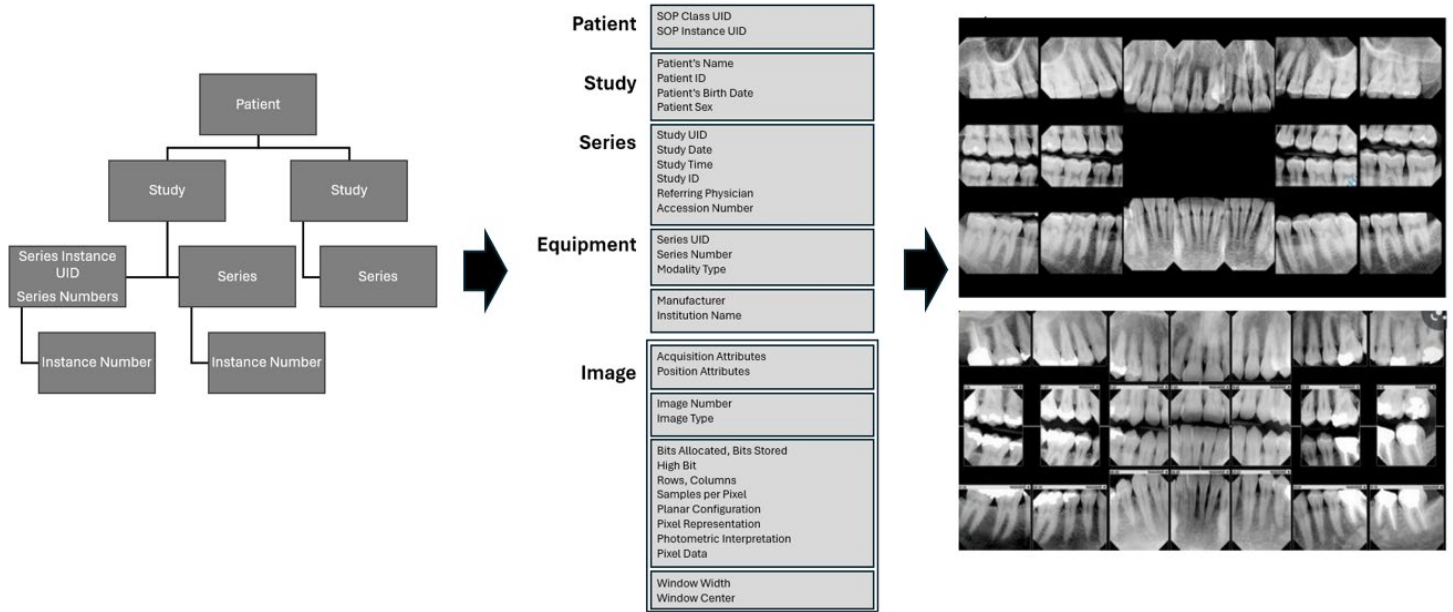 Patient
Study
Study
Series Instance
UID
Series Numbers
Series
Series
Instance Number
Instance Number
Patient
SOP Class UID
SOP Instance UID
Study
Patient's Name
Patient ID
Patient's Birth Date
Patient Sex
Series
Study UID
Study Date
Study Time
Study ID
Referring Physician
Accession Number
Equipment
Series UID
Series Number
Modality Type
Manufacturer
Institution Name
Image
Acquisition Attributes
Position Attributes
Image Number
Image Type
Bits Allocated, Bits Stored
High Bit
Rows, Columns
Samples per Pixel
Planar Configuration
Pixel Representation
Photometric Interpretation
Pixel Data
Window Width
Window Center